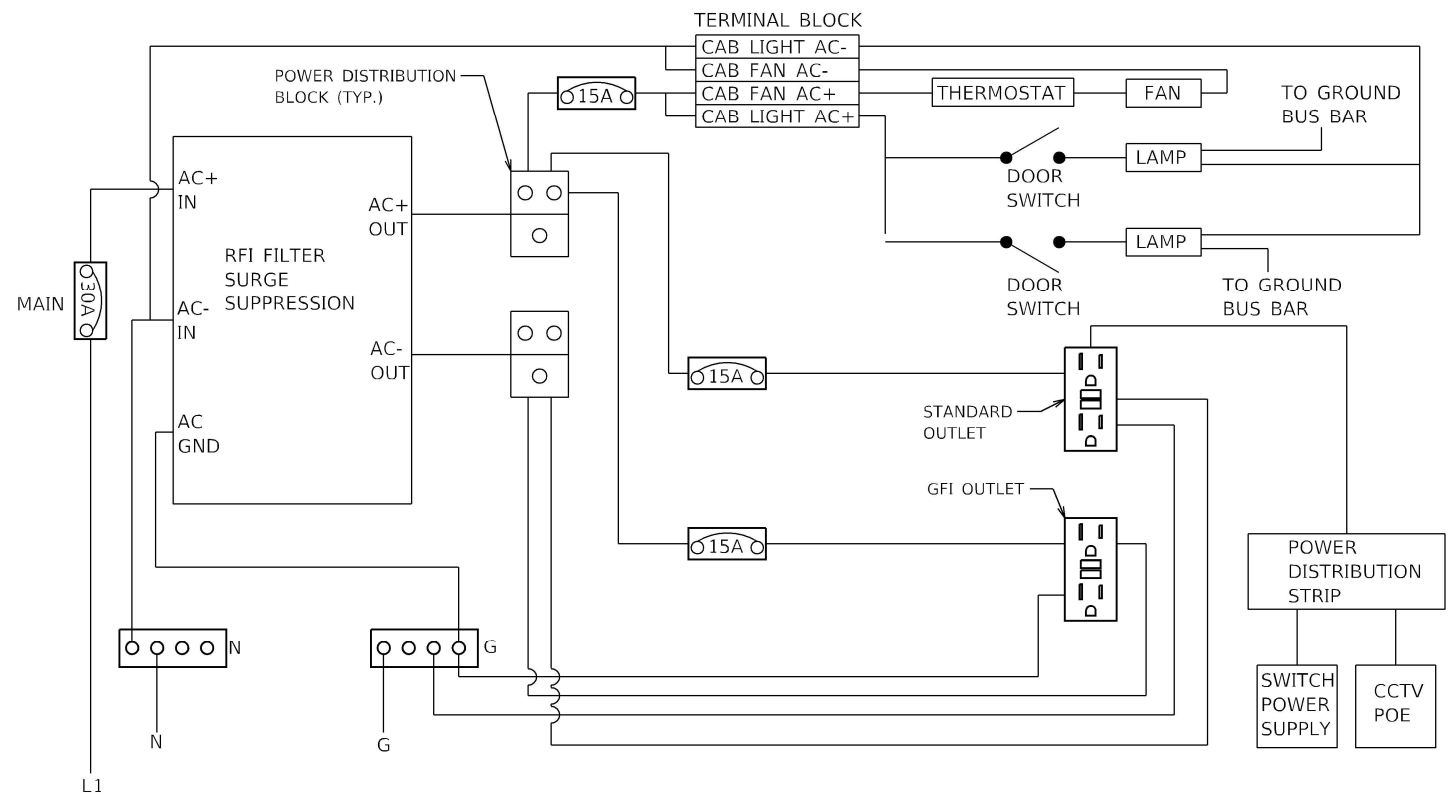 TERMINAL BLOCK
CAB LIGHT AC-
CAB FAN AC-
CAB FAN AC+
CAB LIGHT AC+
POWER DISTRIBUTION
BLOCK (TYP.)
15A
THERMOSTAT
FAN
TO GROUND
BUS BAR
LAMP
DOOR
SWITCH
LAMP
DOOR
SWITCH
TO GROUND
BUS BAR
AC+
IN
AC+
OUT
RFI FILTER
SURGE
SUPPRESSION
MAIN
30A
AC-
IN
AC-
OUT
AC
GND
15A
STANDARD
OUTLET
GFI OUTLET
15A
POWER
DISTRIBUTION
STRIP
SWITCH
POWER
SUPPLY
CCTV
POE
N
G
N
G
L1